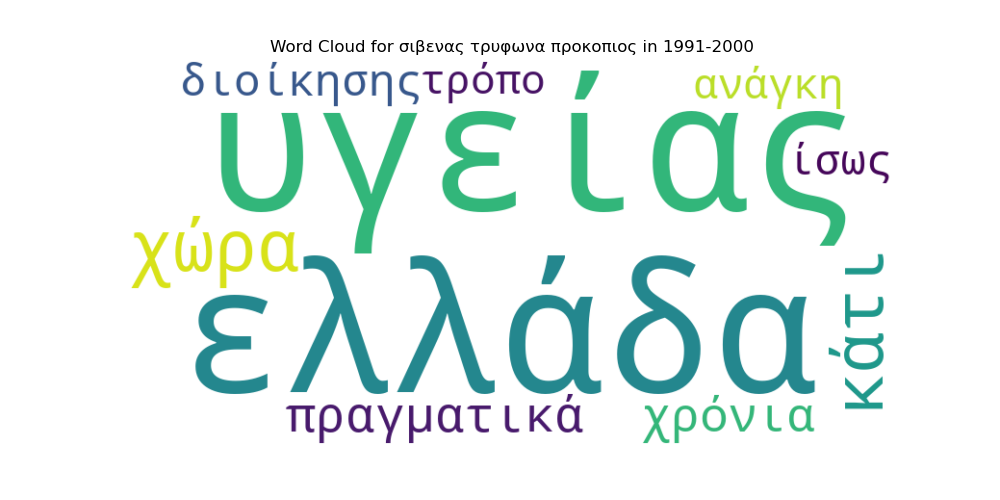 Word Cloud for σιβενας τρυφωνα προκοπιος in 1991-2000
διοίκησης τρόπο ανάγκη
υγείας
ίσως
χώρα
ελλάδα
κάτι
πραγματικά χρόνια